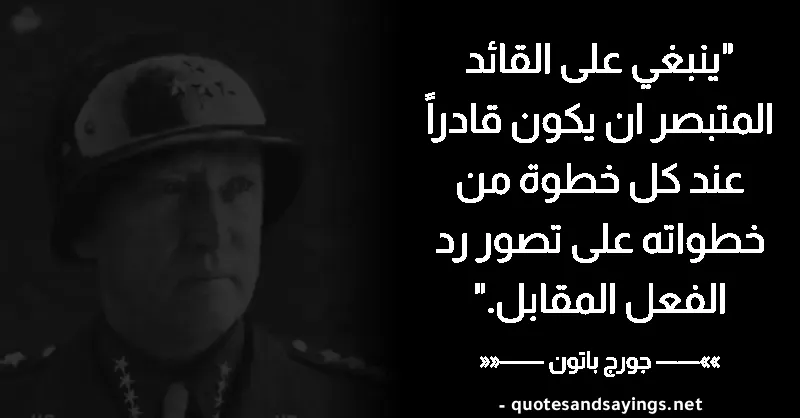 "ينبغي على القائد
المتبصر ان يكون قادراً
عند كل خطوة من
خطواته على تصور رد
الفعل المقابل."
»»—— جورج باتون ——««
- quotesandsayings.net